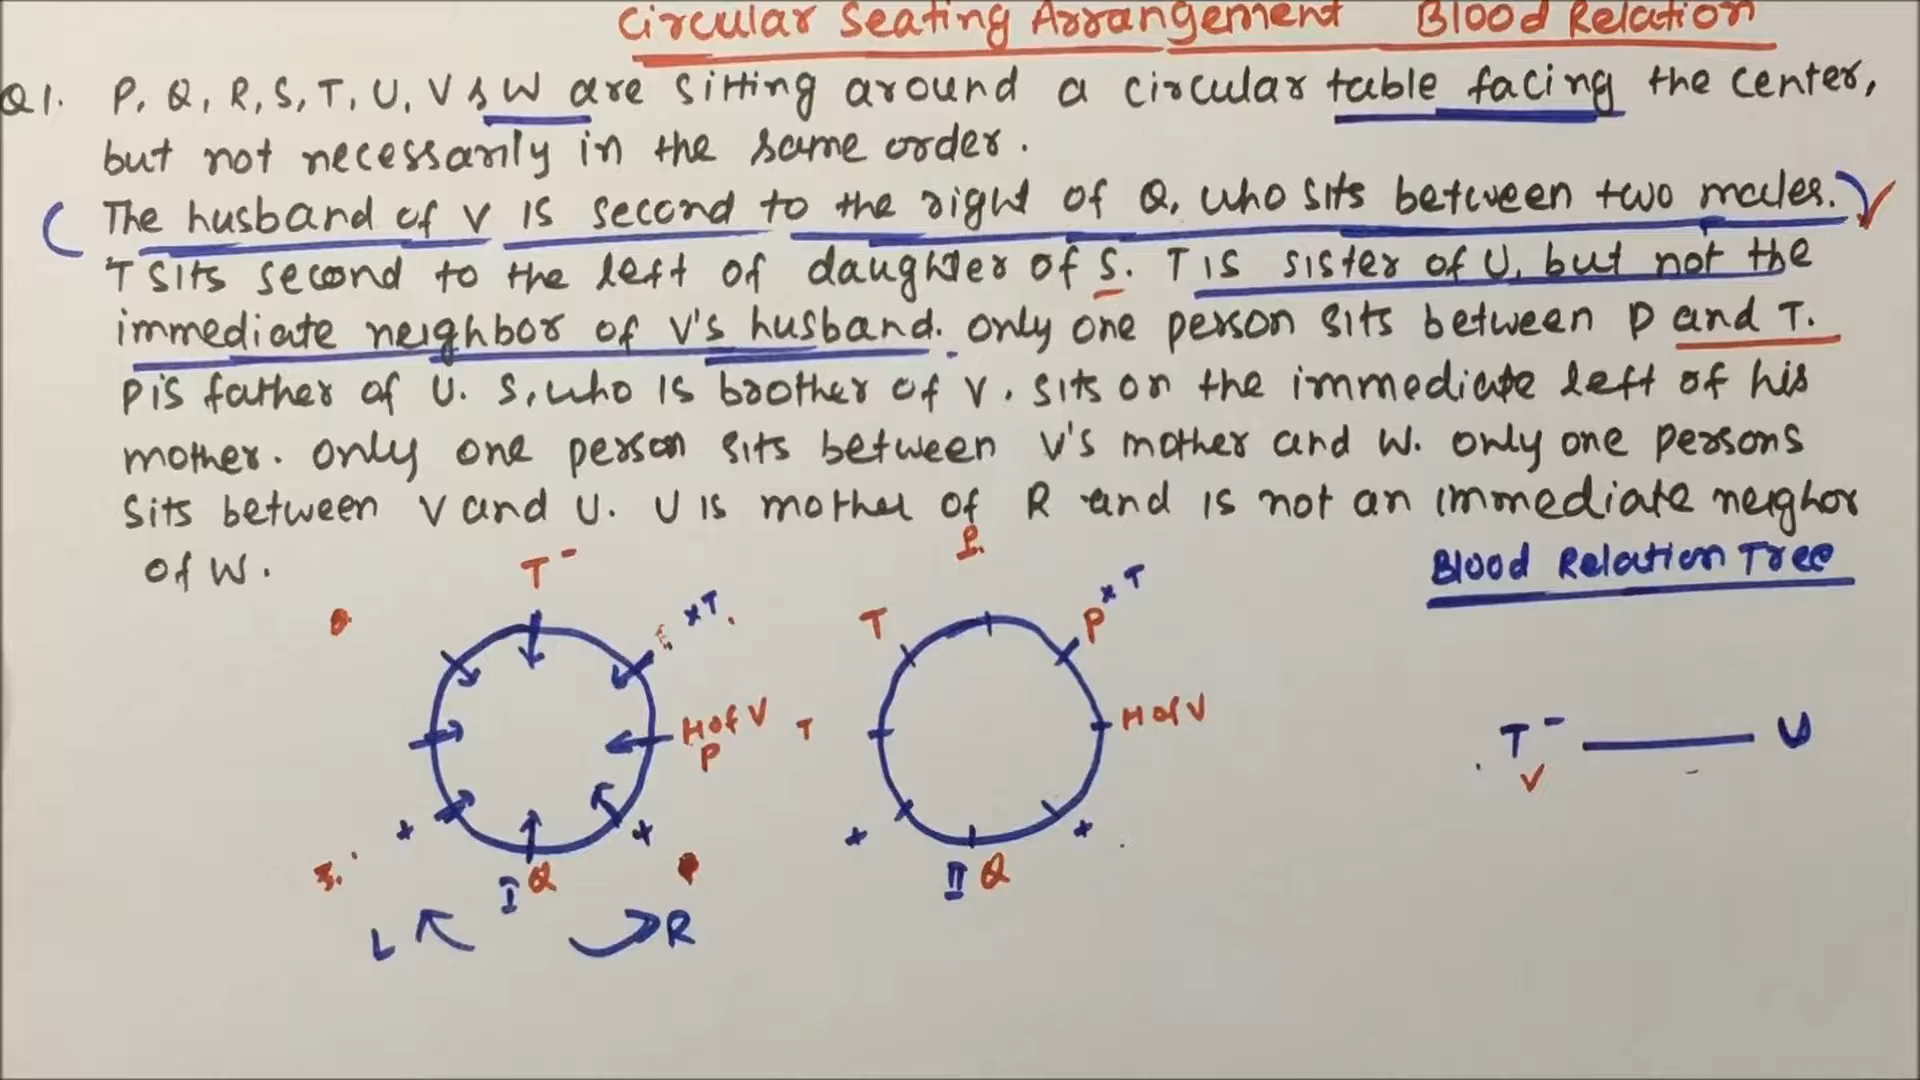 Circular Seating Arrangement Blood Relation
Q1. P, Q, R, S, T, U, V & W are sitting around a circular table facing the center,
but not necessarily in the same order.
The husband of V is second to the right of Q, who sits between two males.
T sits second to the left of daughter of S. T is sister of U, but not the
immediate neighbor of V's husband. Only one person sits between P and T.
P is father of U. S, who is brother of V, sits on the immediate left of his
mother. Only one person sits between V's mother and W. Only one persons
sits between V and U. U is mother of R and is not an immediate neighor
of W.
Blood Relation Tree
T -
x T
H of V
P
+
+
I Q
L
R
P
T
P x T
H of V
T
+
+
II Q
T - U